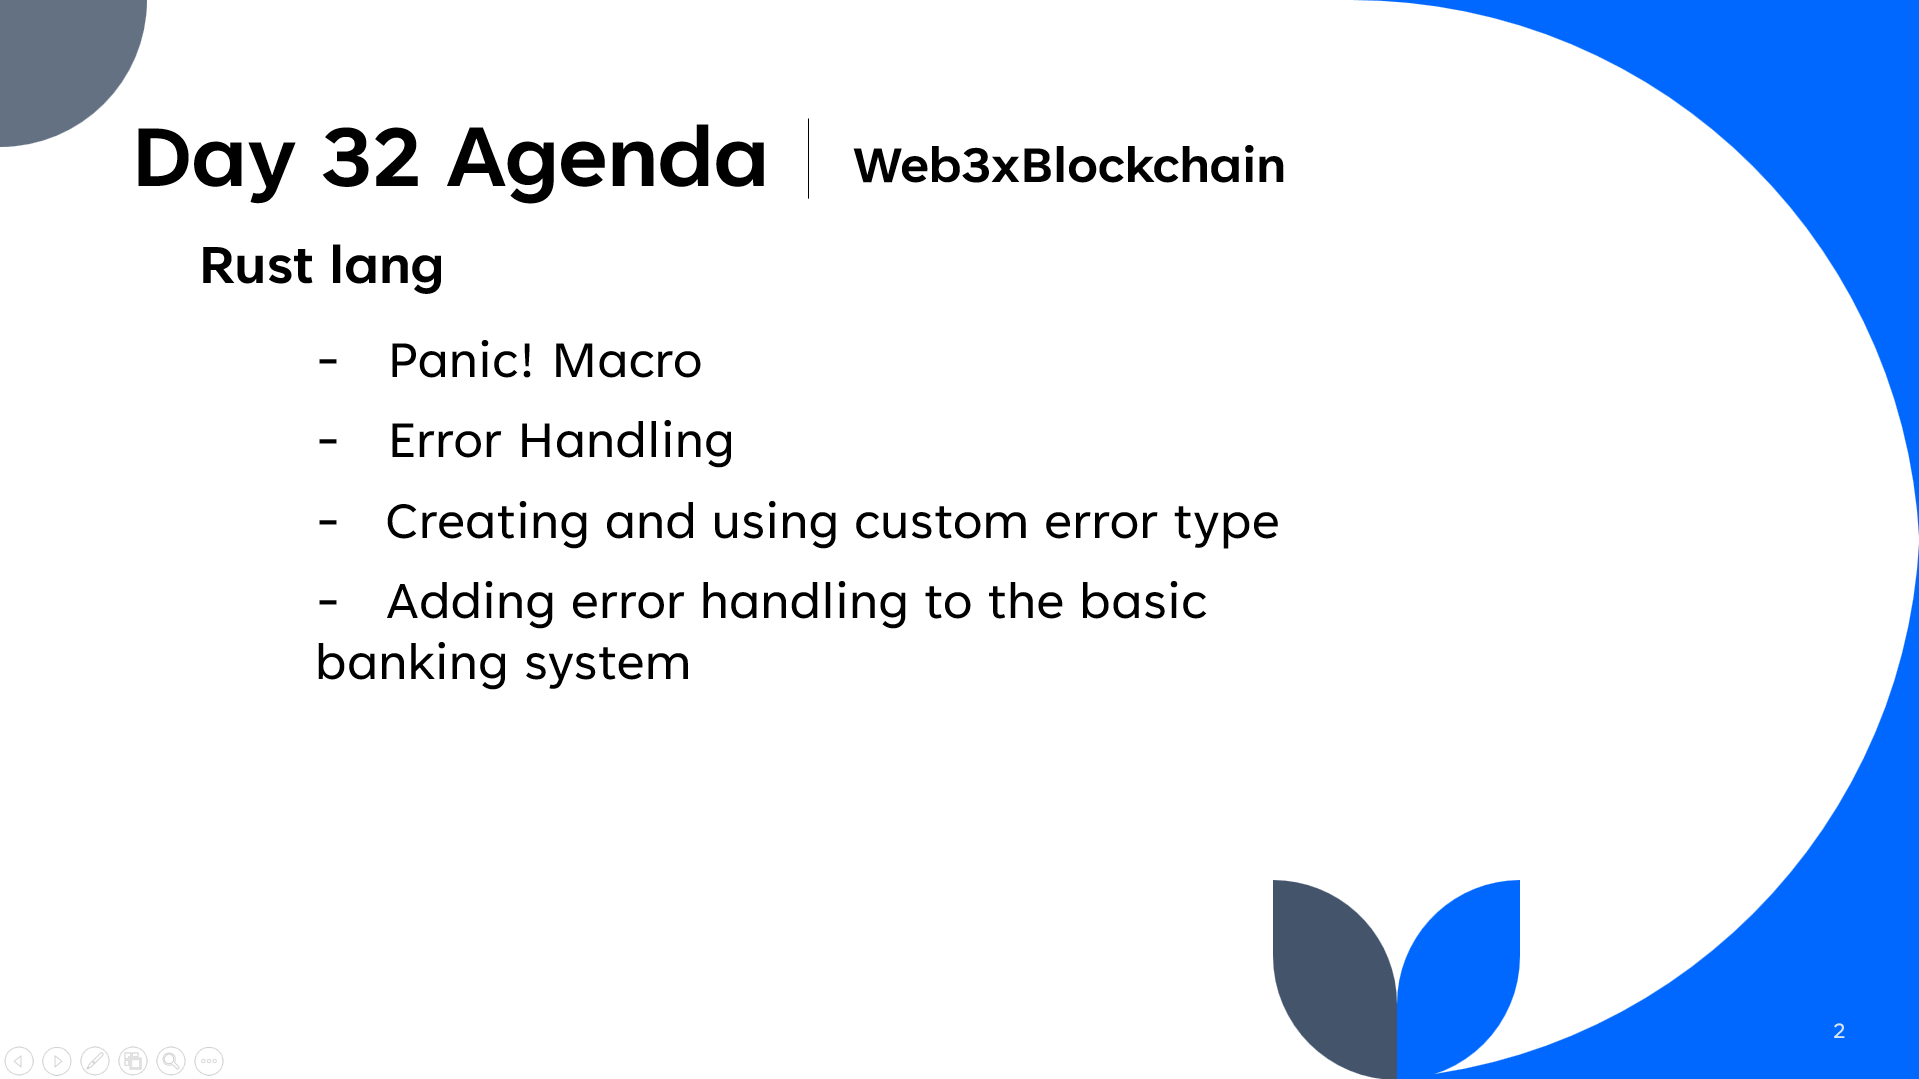 Day 32 Agenda
Web3xBlockchain
Rust lang
- Panic! Macro
- Error Handling
- Creating and using custom error type
- Adding error handling to the basic
banking system
2